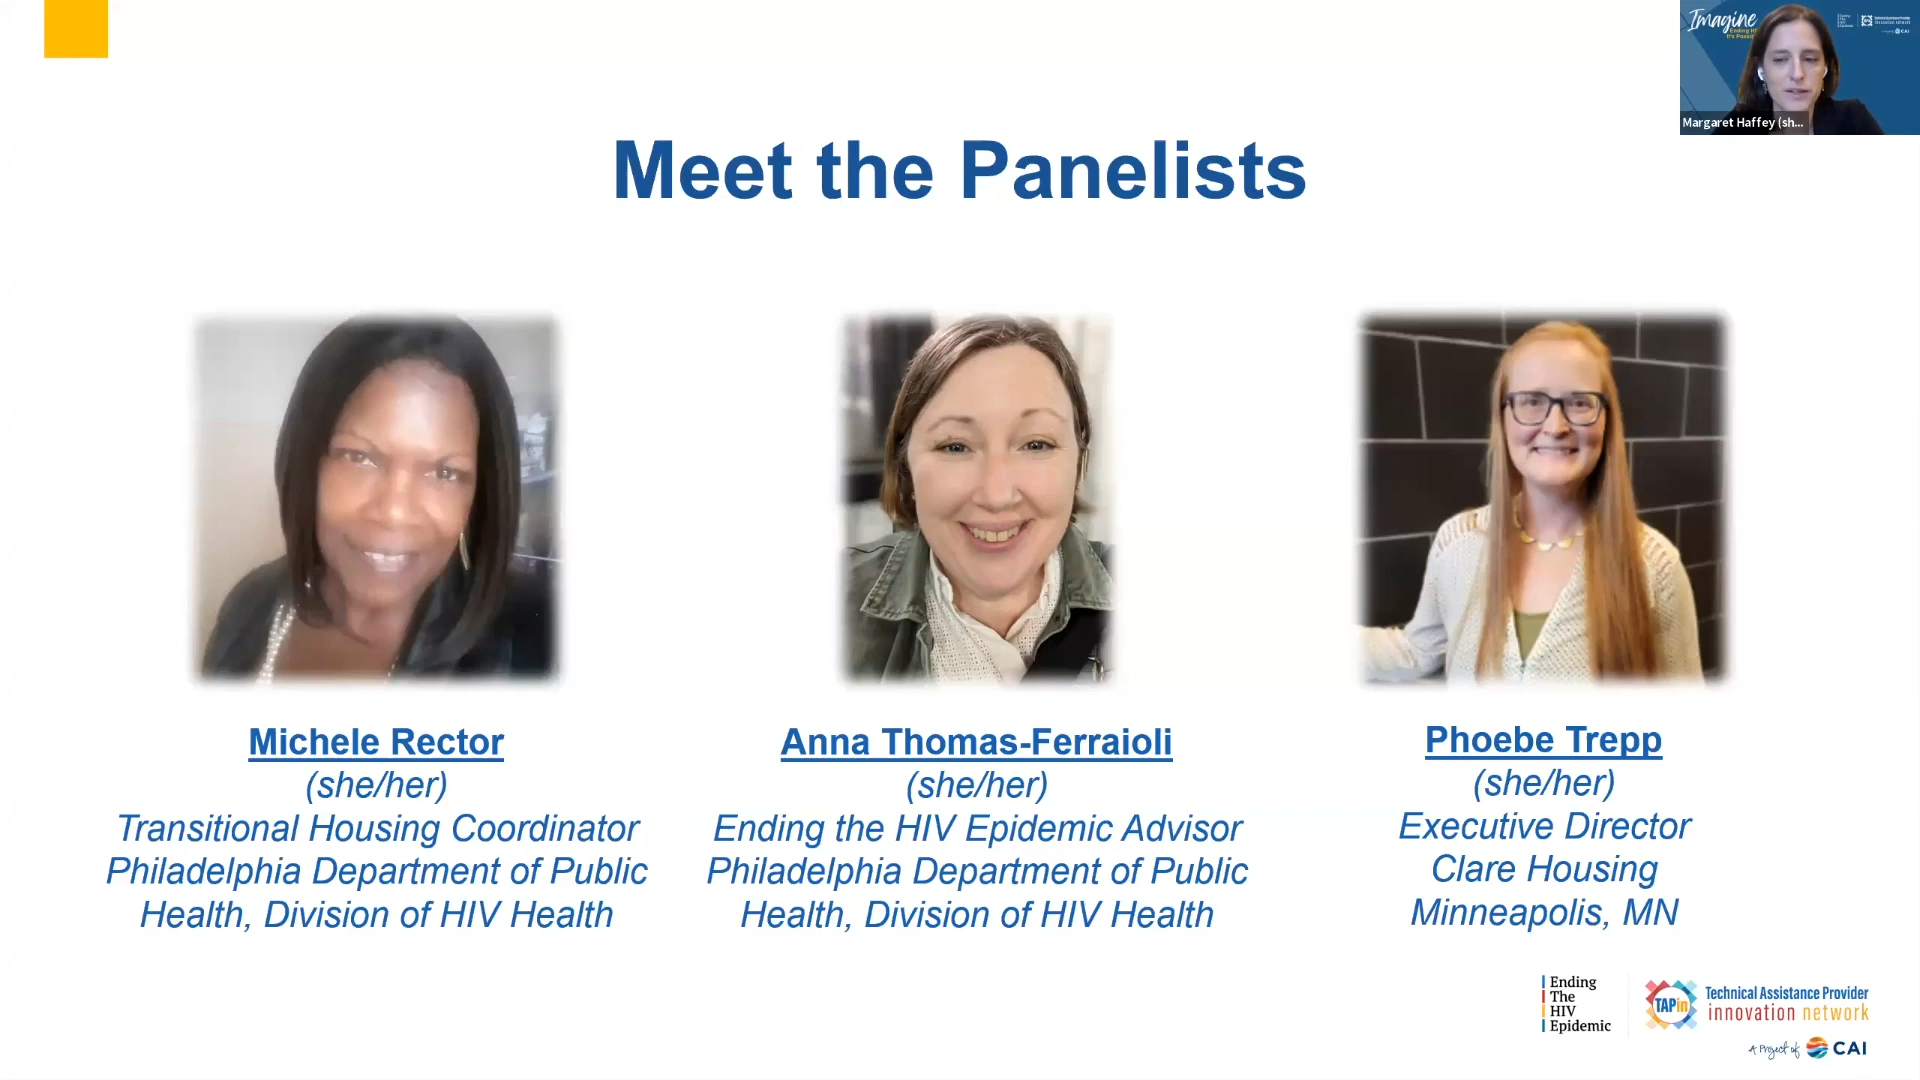 Imagine
Margaret Haffey (sh...
Meet the Panelists
Michele Rector
(she/her)
Transitional Housing Coordinator
Philadelphia Department of Public
Health, Division of HIV Health
Anna Thomas-Ferraioli
(she/her)
Ending the HIV Epidemic Advisor
Philadelphia Department of Public
Health, Division of HIV Health
Phoebe Trepp
(she/her)
Executive Director
Clare Housing
Minneapolis, MN
Ending
The
HIV
Epidemic
TAPin
Technical Assistance Provider
innovation network
A Project of CAI